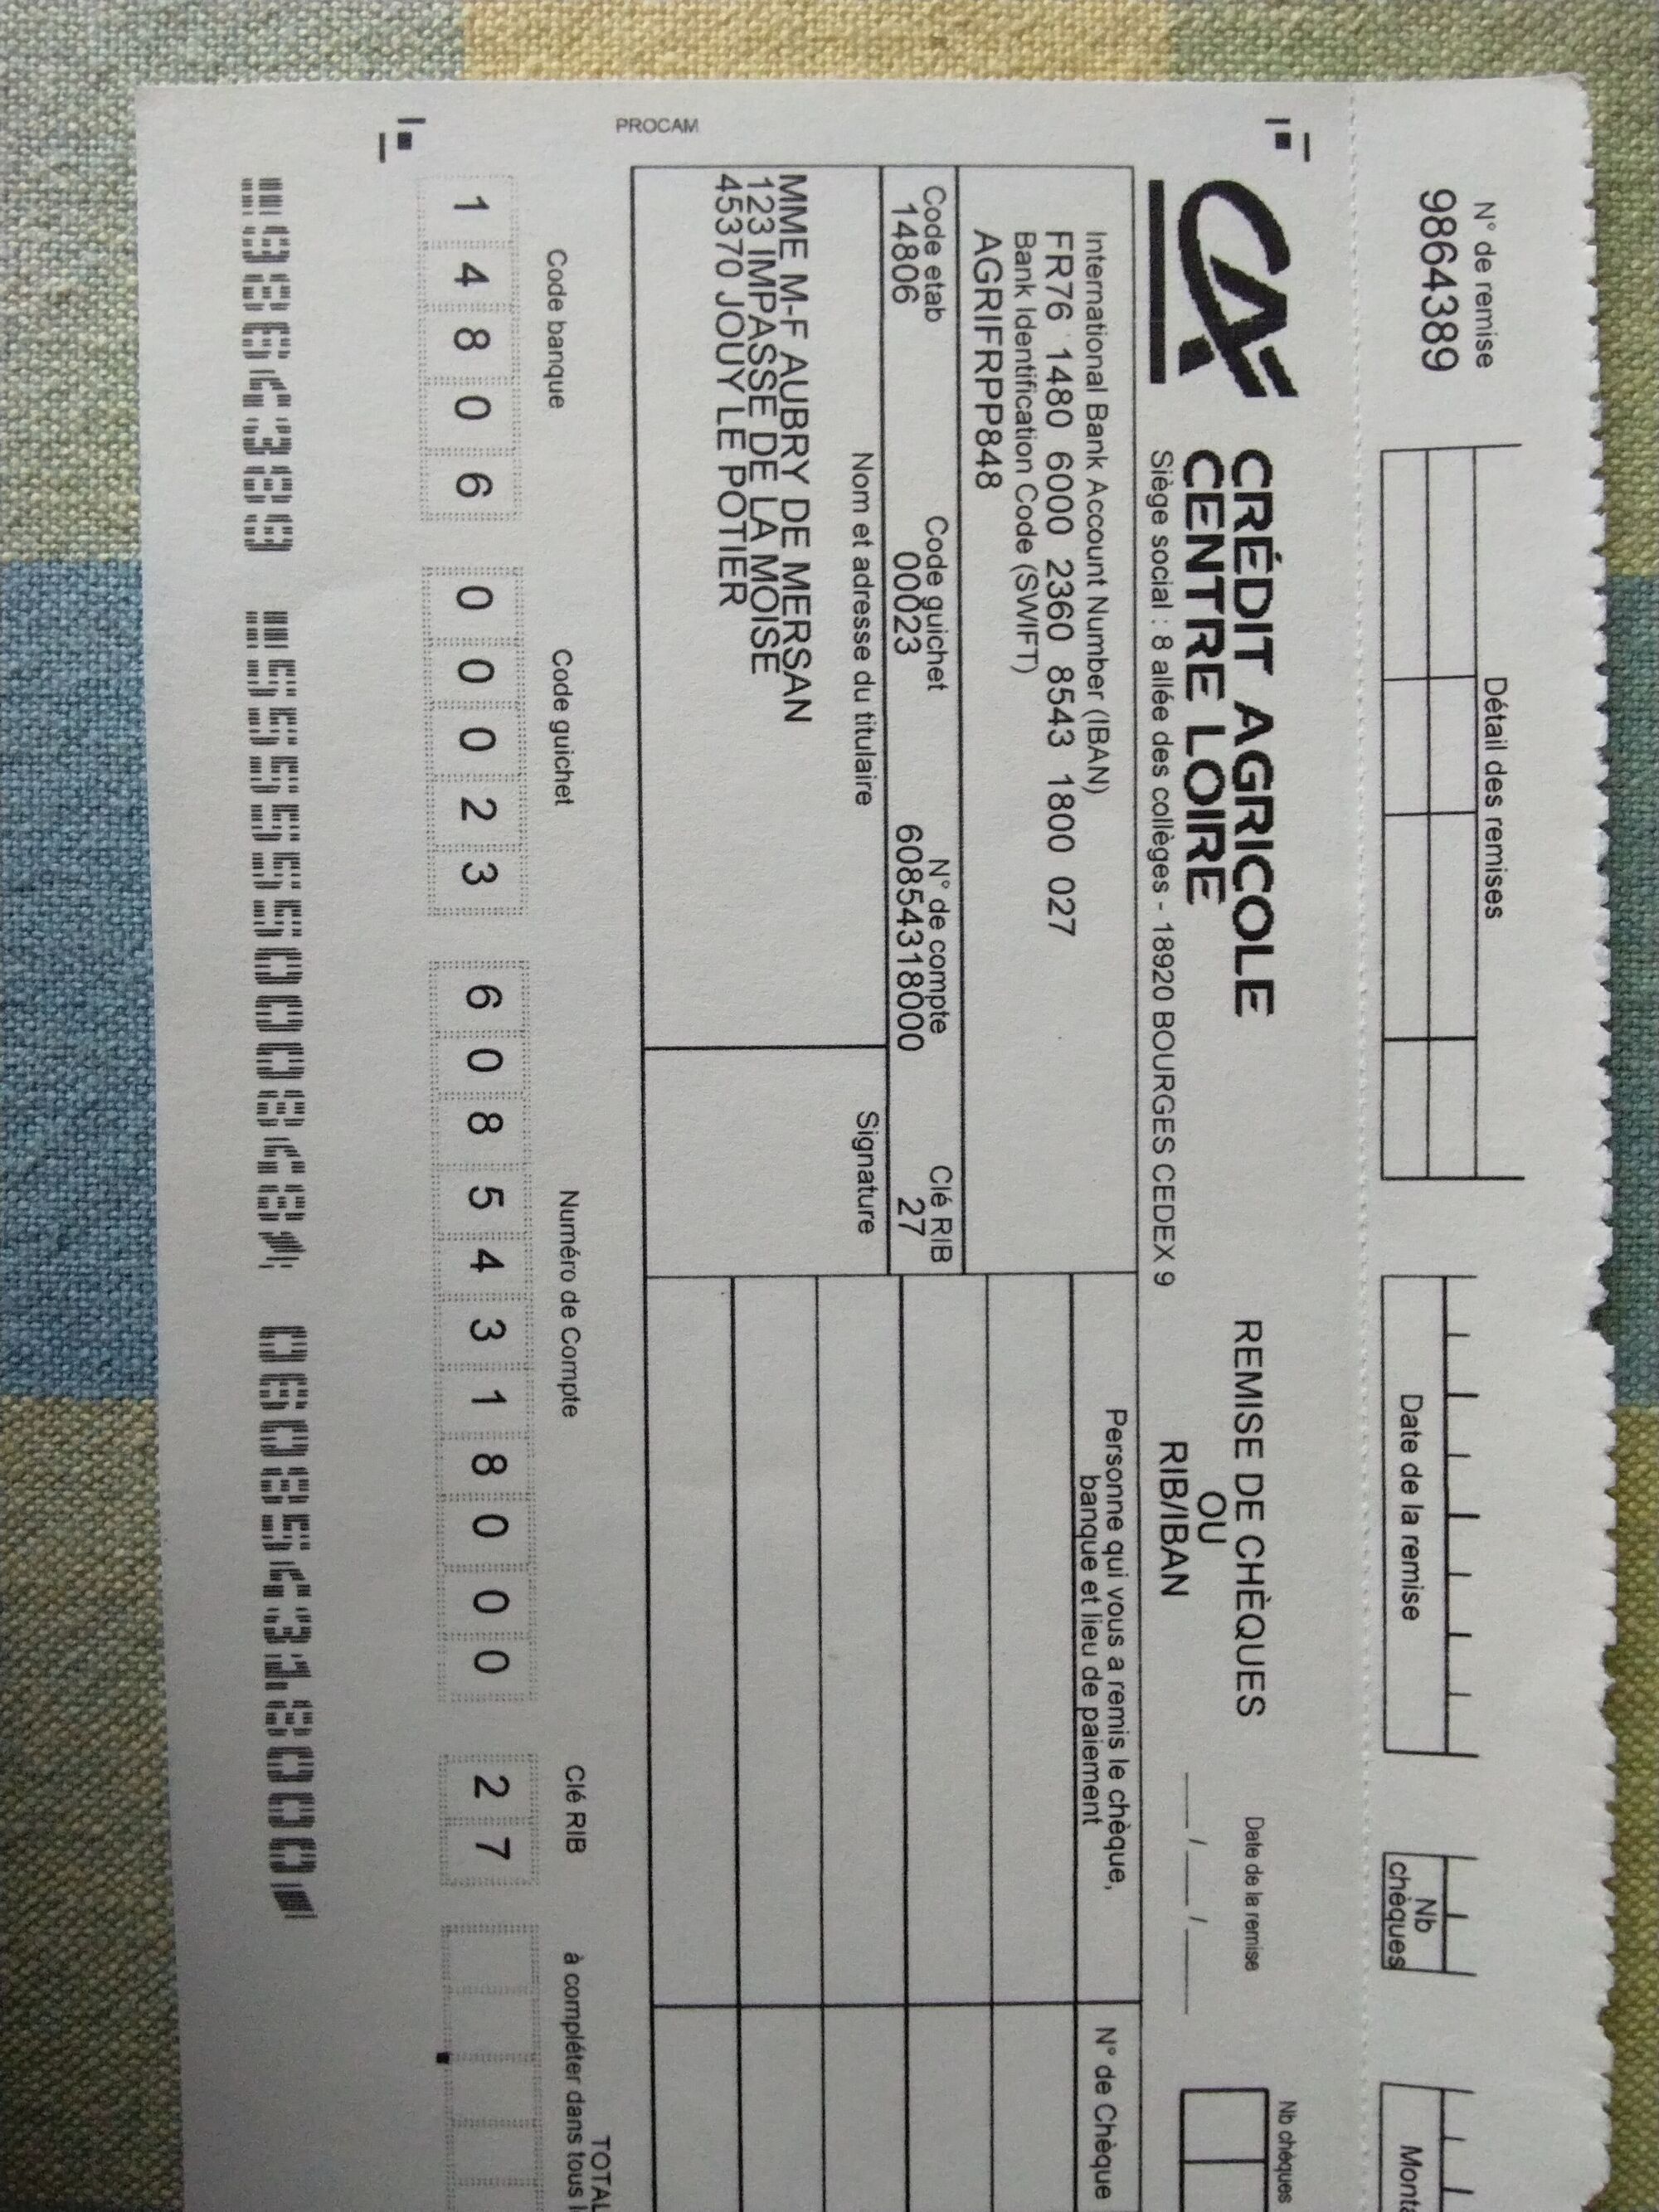 N° de remise
9864389
Détail des remises
Date de la remise
Nb
chèques
CRÉDIT AGRICOLE
CENTRE LOIRE
Siège social : 8 allée des collèges - 18920 BOURGES CEDEX 9
REMISE DE CHÈQUES
OU
RIB/IBAN
Date de la remise
__ / __ / __
Nb chèques
International Bank Account Number (IBAN)
FR76 1480 6000 2360 8543 1800 027
Bank Identification Code (SWIFT)
AGRIFRPP848
Code etab Code guichet N° de compte Clé RIB
14806 00023 60854318000 27
Nom et adresse du titulaire
Signature
MME M-F AUBRY DE MERSAN
123 IMPASSE DE LA MOISE
45370 JOUY LE POTIER
Personne qui vous a remis le chèque,
banque et lieu de paiement
N° de Chèque
PROCAM
Code banque Code guichet Numéro de Compte Clé RIB
TOTAL
à compléter dans tous
1 4 8 0 6 0 0 0 2 3 6 0 8 5 4 3 1 8 0 0 0 2 7